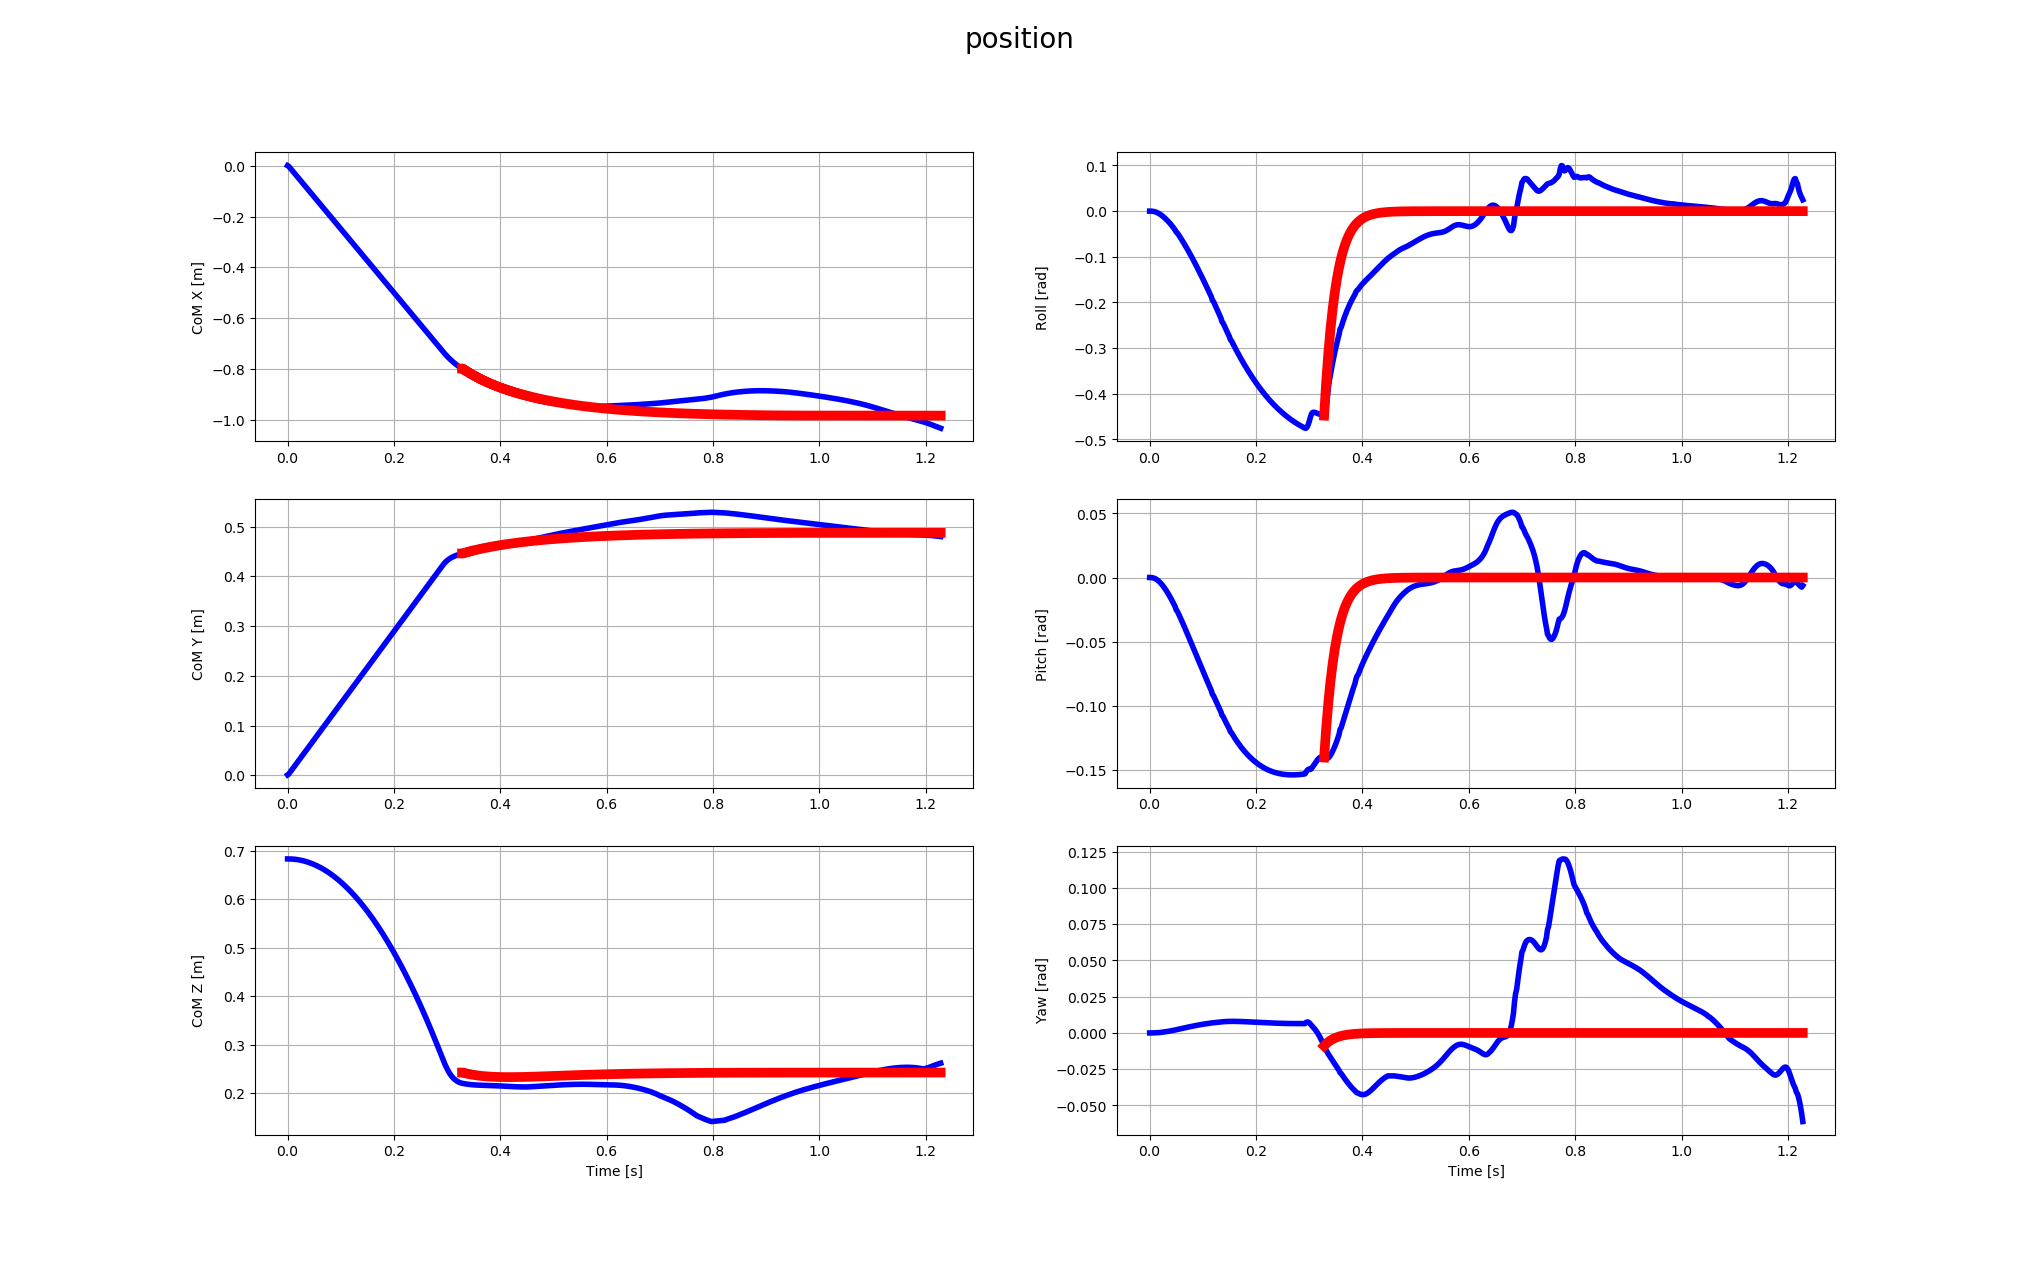 position
0.0
−0.2
−0.4
−0.6
−0.8
−1.0
CoM X [m]
0.0 0.2 0.4 0.6 0.8 1.0 1.2
0.1
0.0
−0.1
−0.2
−0.3
−0.4
−0.5
Roll [rad]
0.0 0.2 0.4 0.6 0.8 1.0 1.2
0.5
0.4
0.3
0.2
0.1
0.0
CoM Y [m]
0.0 0.2 0.4 0.6 0.8 1.0 1.2
0.05
0.00
−0.05
−0.10
−0.15
Pitch [rad]
0.0 0.2 0.4 0.6 0.8 1.0 1.2
0.7
0.6
0.5
0.4
0.3
0.2
CoM Z [m]
0.0 0.2 0.4 0.6 0.8 1.0 1.2
Time [s]
0.125
0.100
0.075
0.050
0.025
0.000
−0.025
−0.050
Yaw [rad]
0.0 0.2 0.4 0.6 0.8 1.0 1.2
Time [s]